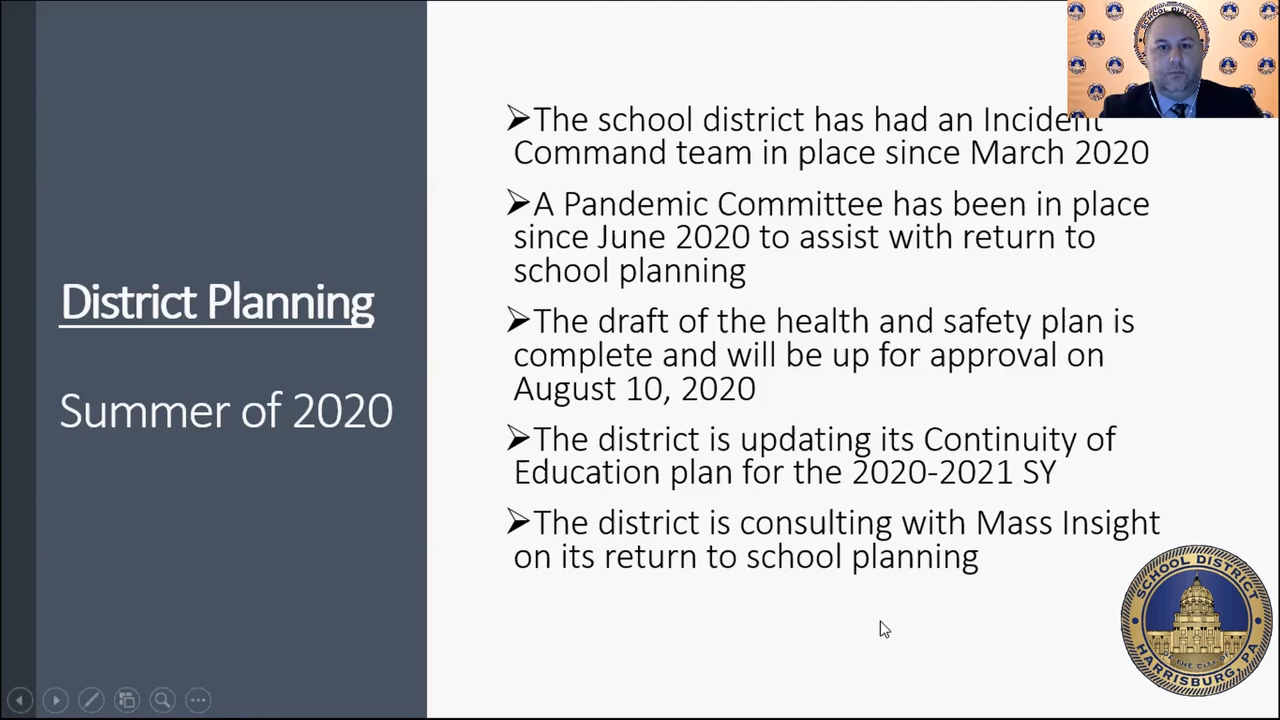 ➢The school district has had an Incident
Command team in place since March 2020
➢A Pandemic Committee has been in place
since June 2020 to assist with return to
school planning
District Planning
Summer of 2020
➢The draft of the health and safety plan is
complete and will be up for approval on
August 10, 2020
➢The district is updating its Continuity of
Education plan for the 2020-2021 SY
➢The district is consulting with Mass Insight
on its return to school planning
SCHOOL DISTRICT
OF THE CITY OF
HARRISBURG, PA